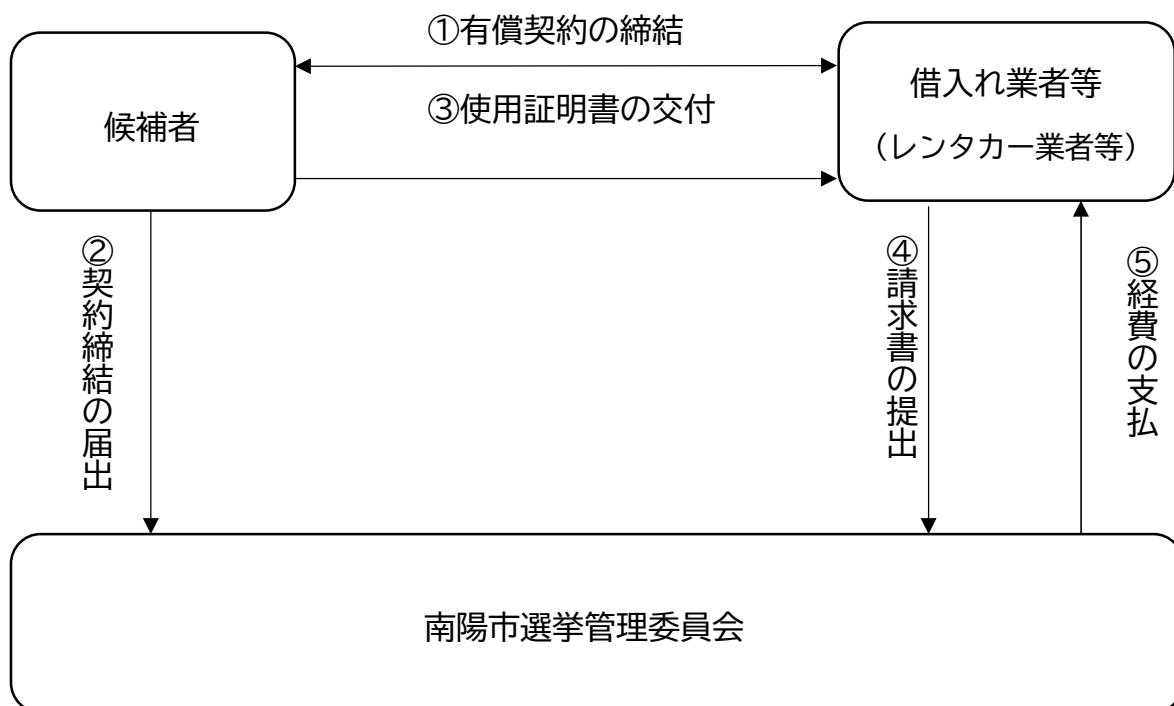 ①有償契約の締結
候補者
③使用証明書の交付
借入れ業者等
（レンタカー業者等）
②契約締結の届出
④請求書の提出
⑤経費の支払
南陽市選挙管理委員会